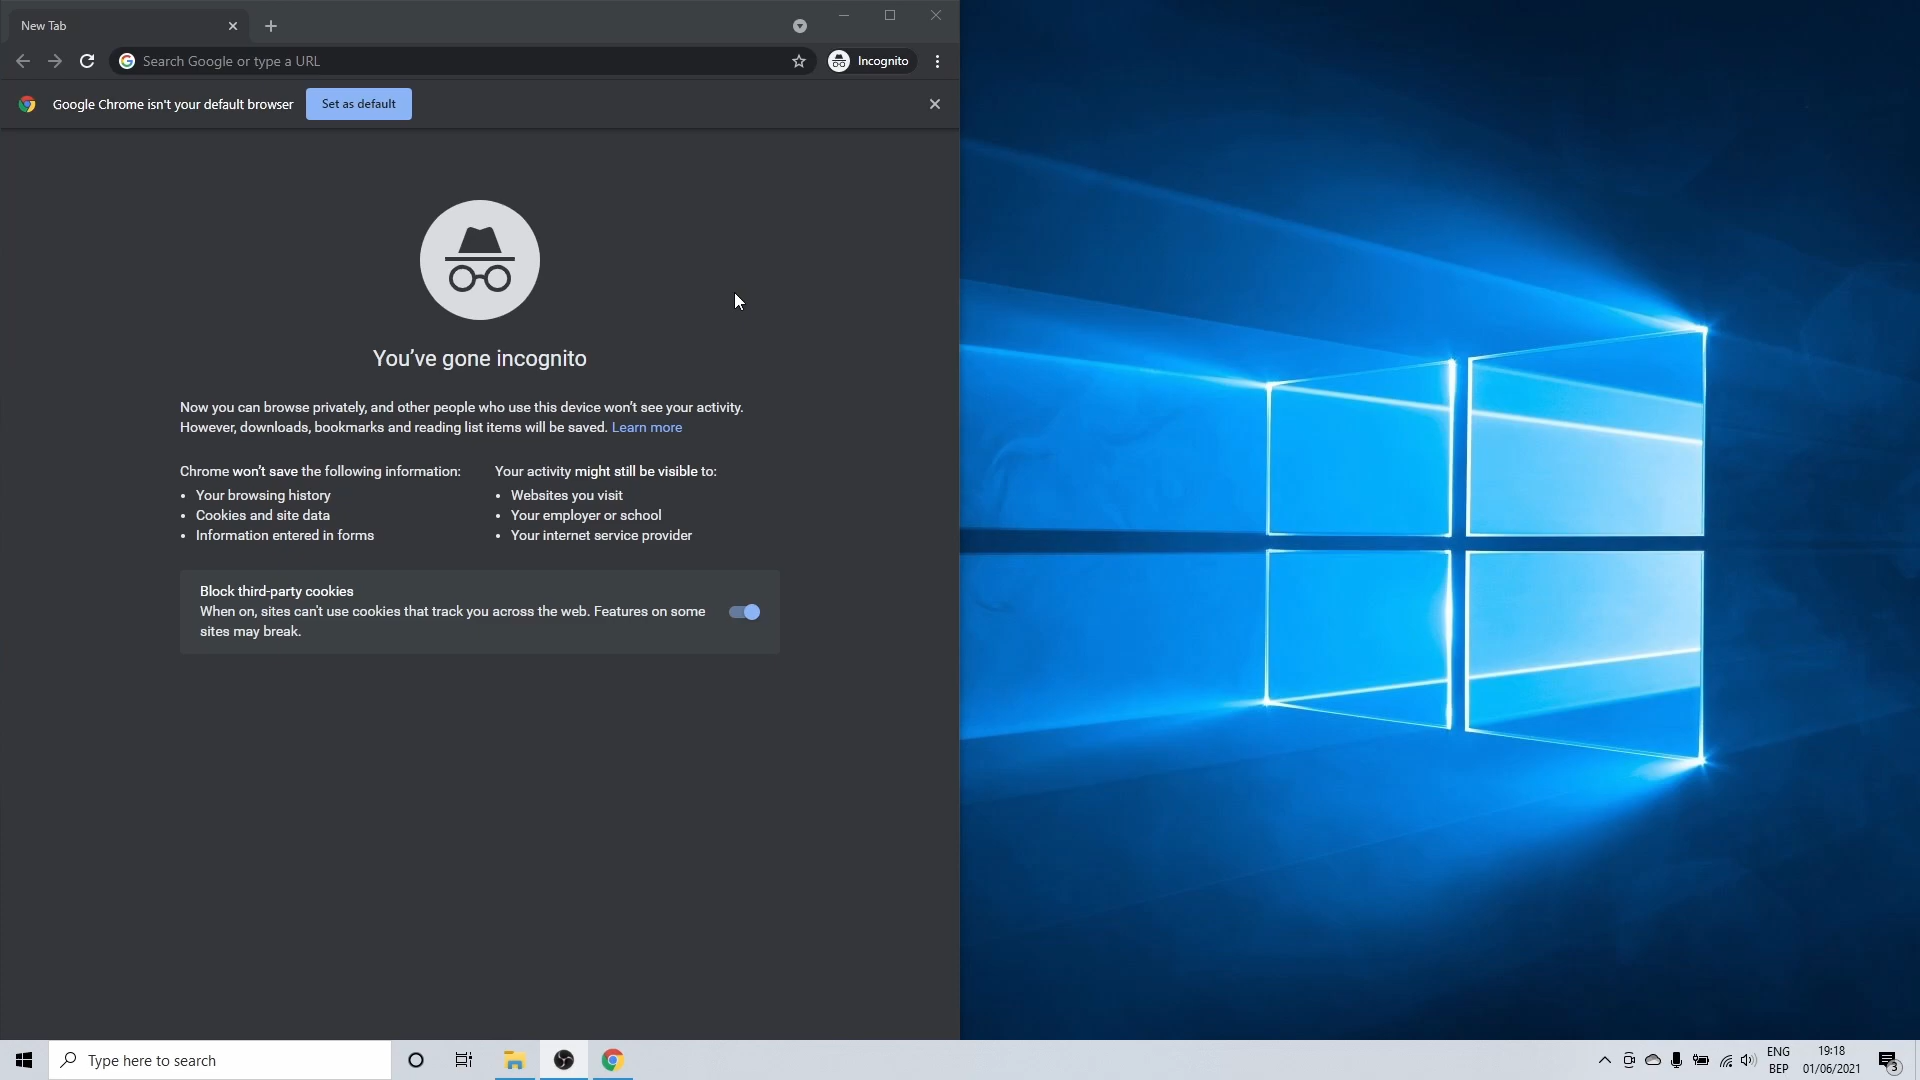 New Tab
Search Google or type a URL
Incognito
Google Chrome isn't your default browser
Set as default
You’ve gone incognito
Now you can browse privately, and other people who use this device won’t see your activity.
However, downloads, bookmarks and reading list items will be saved. Learn more
Chrome won’t save the following information:
Your browsing history
Cookies and site data
Information entered in forms
Your activity might still be visible to:
Websites you visit
Your employer or school
Your internet service provider
Block third-party cookies
When on, sites can't use cookies that track you across the web. Features on some
sites may break.
Type here to search
ENG
BEP
19:18
01/06/2021
3